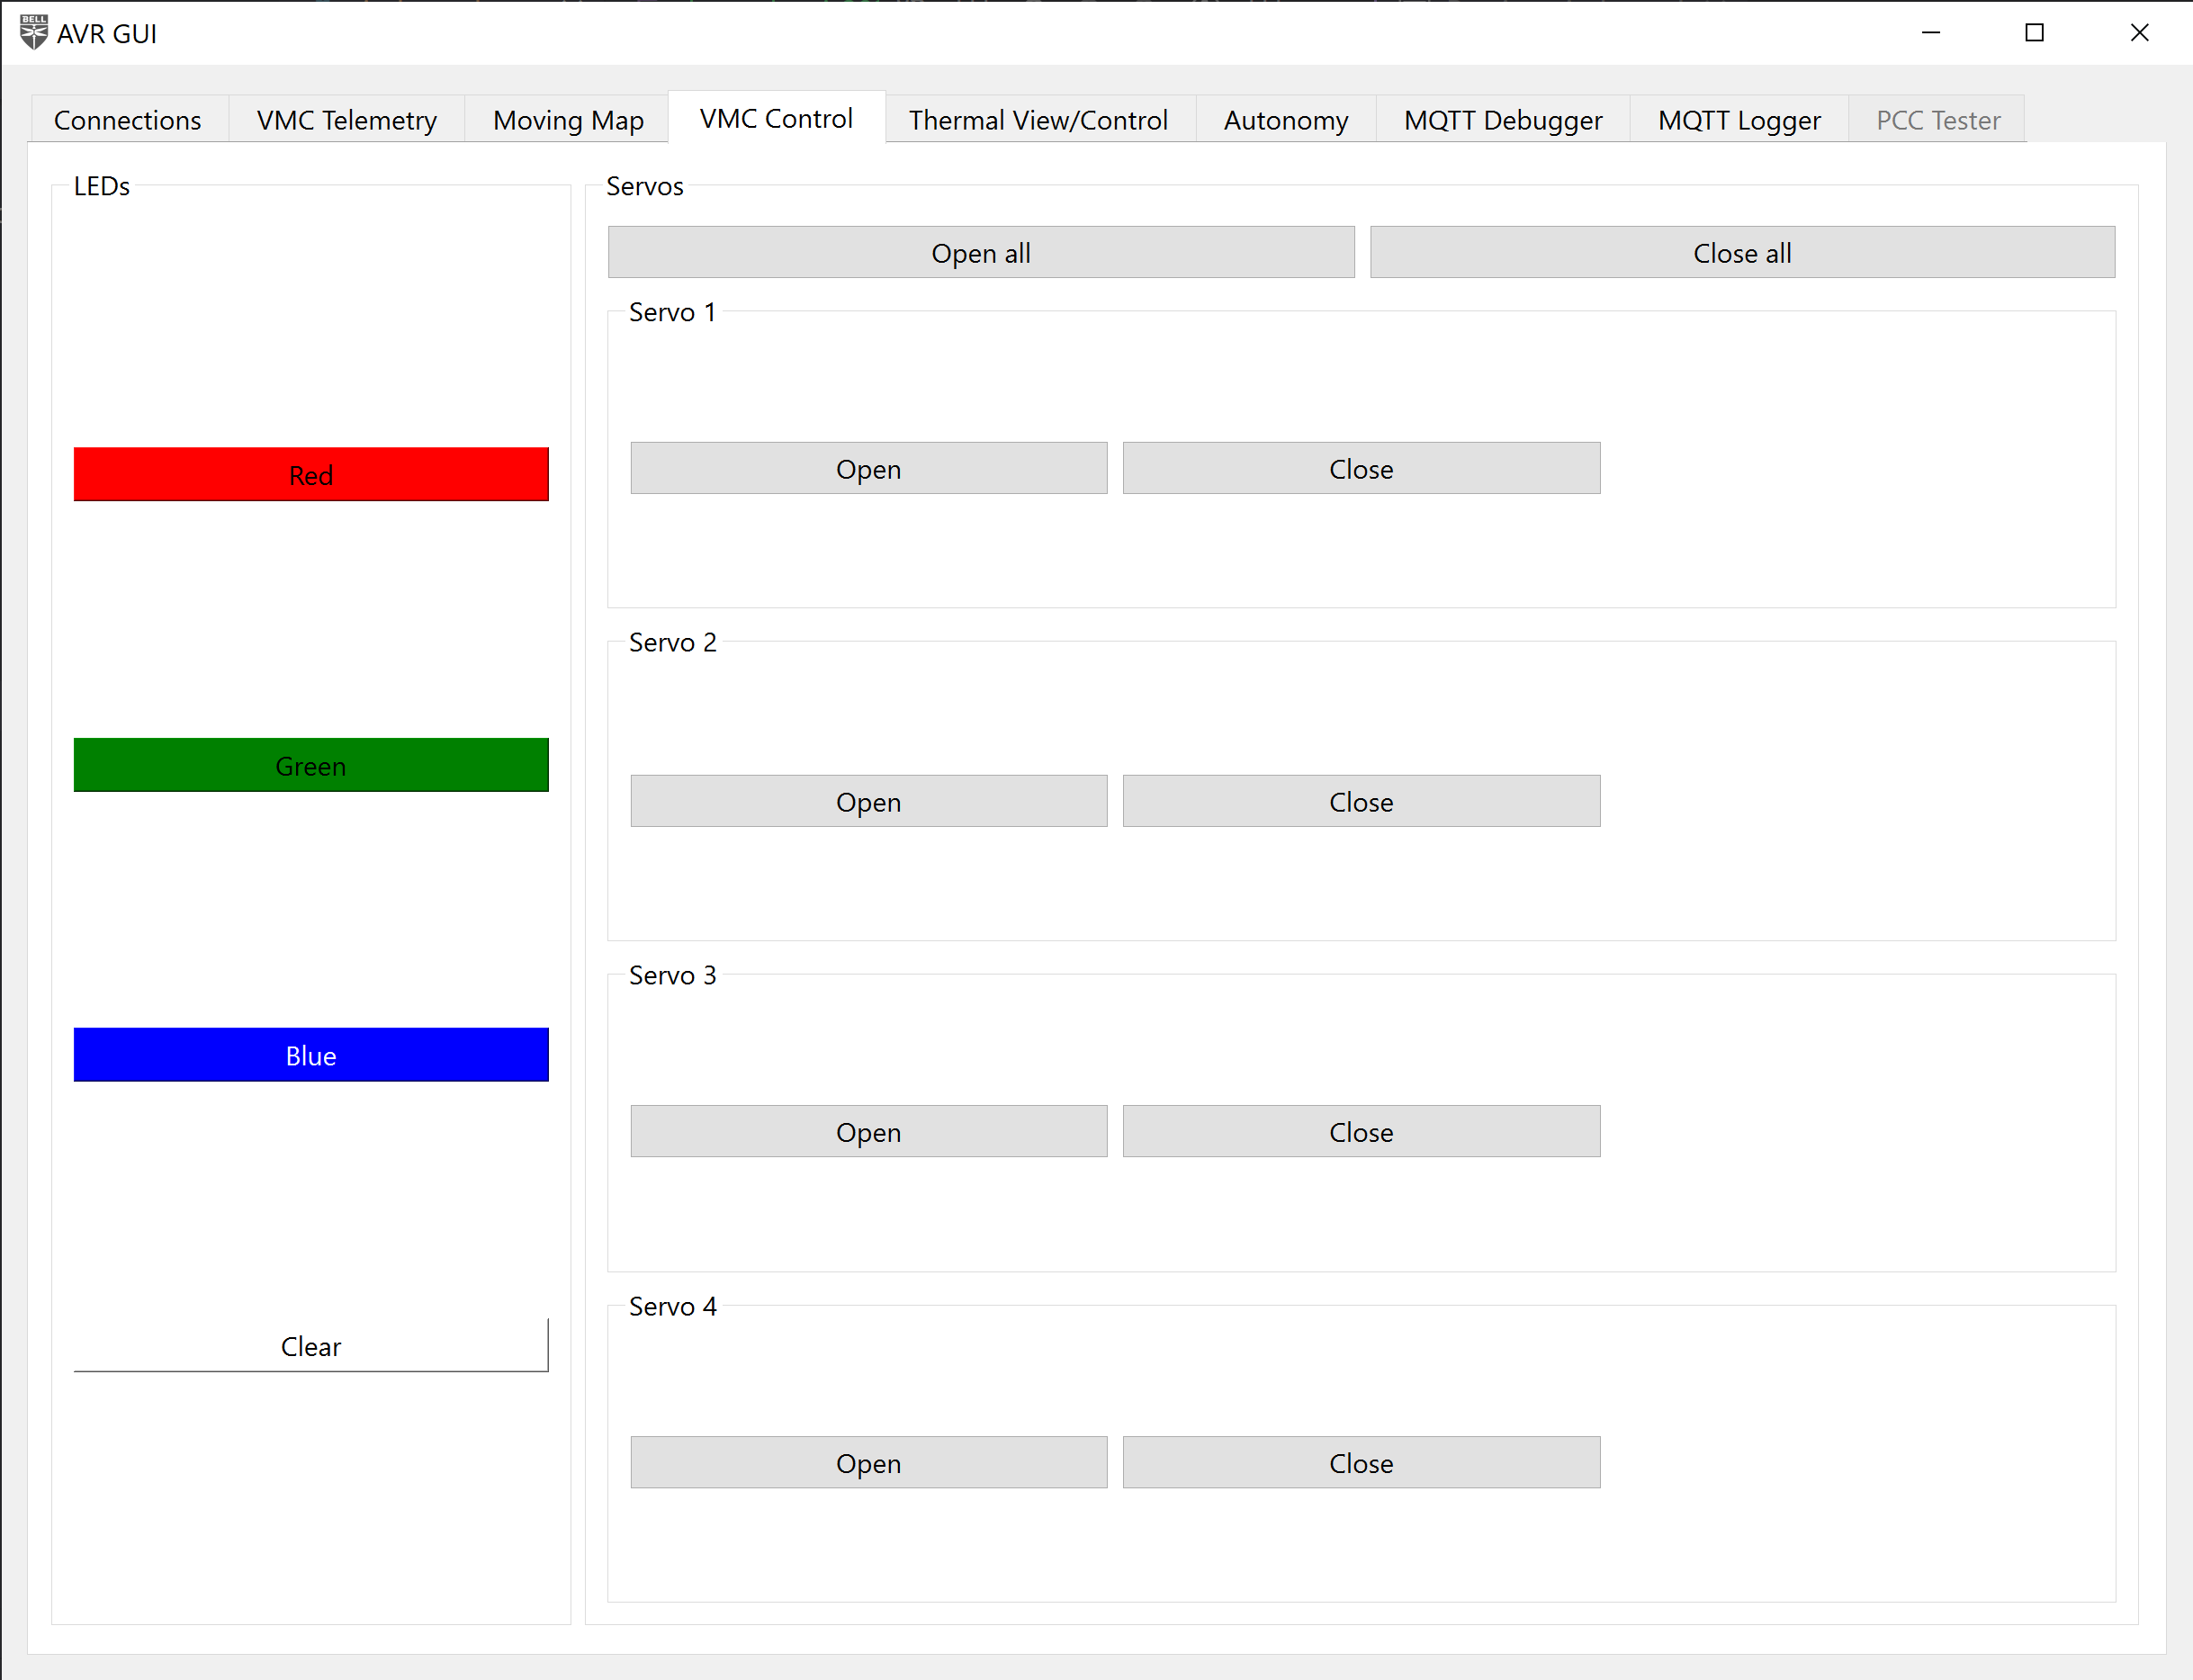 BELL
AVR GUI
Connections VMC Telemetry Moving Map VMC Control Thermal View/Control Autonomy MQTT Debugger MQTT Logger PCC Tester
LEDs
Red
Green
Blue
Clear
Servos
Open all Close all
Servo 1
Open Close
Servo 2
Open Close
Servo 3
Open Close
Servo 4
Open Close